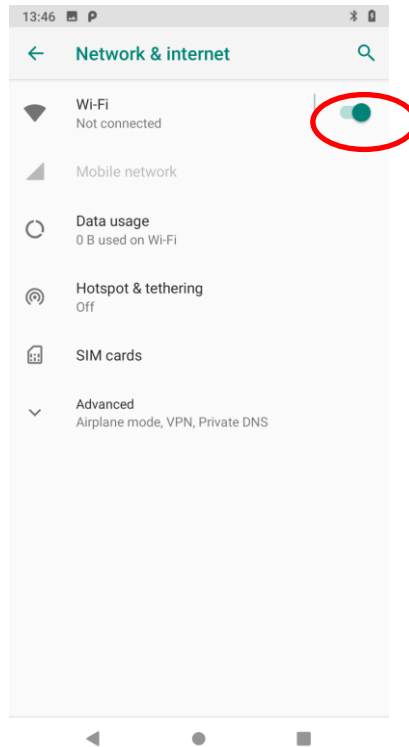 13:46
Network & internet
Wi-Fi
Not connected
Mobile network
Data usage
0 B used on Wi-Fi
Hotspot & tethering
Off
SIM cards
Advanced
Airplane mode, VPN, Private DNS